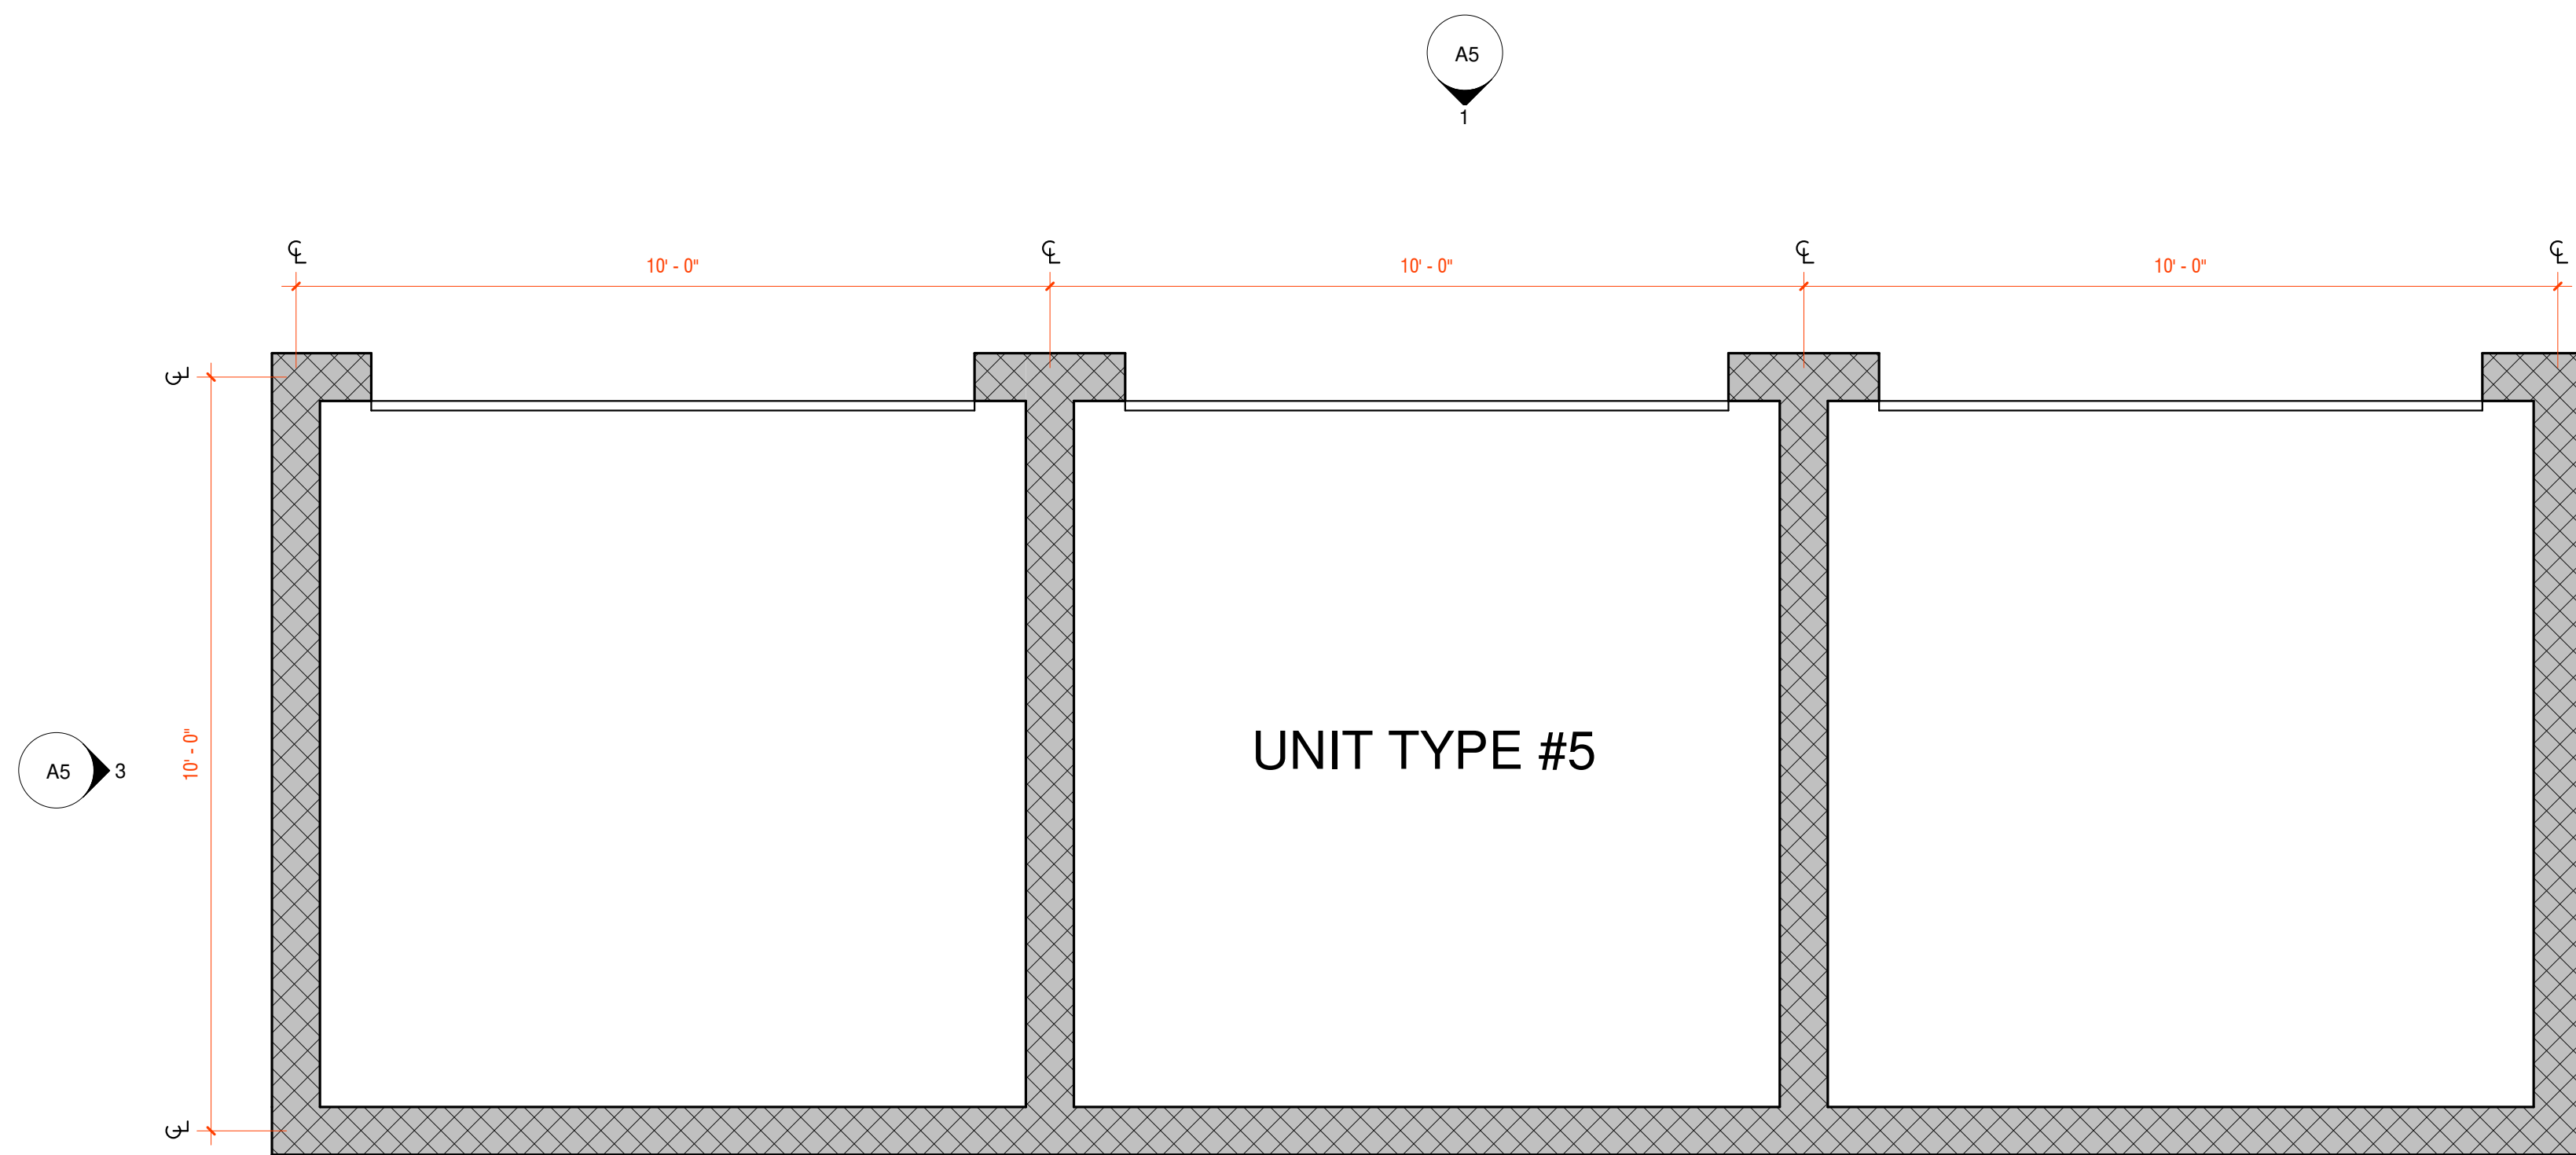 A5
1
℄ ℄ ℄ ℄
10' - 0" 10' - 0" 10' - 0"
℄
10' - 0"
UNIT TYPE #5
A5 3
℄